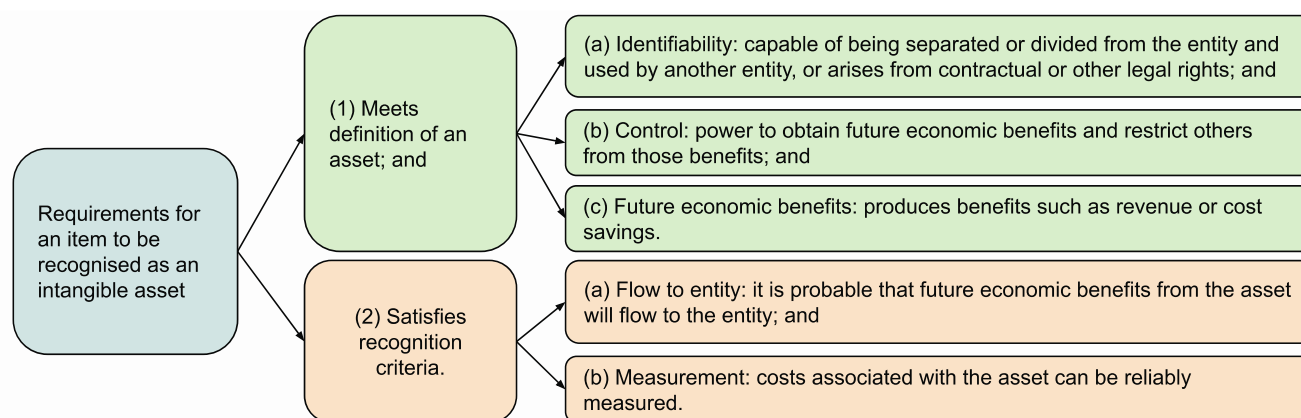 Requirements for
an item to be
recognised as an
intangible asset
(1) Meets
definition of an
asset; and
(a) Identifiability: capable of being separated or divided from the entity and
used by another entity, or arises from contractual or other legal rights; and
(b) Control: power to obtain future economic benefits and restrict others
from those benefits; and
(c) Future economic benefits: produces benefits such as revenue or cost
savings.
(2) Satisfies
recognition
criteria.
(a) Flow to entity: it is probable that future economic benefits from the asset
will flow to the entity; and
(b) Measurement: costs associated with the asset can be reliably
measured.